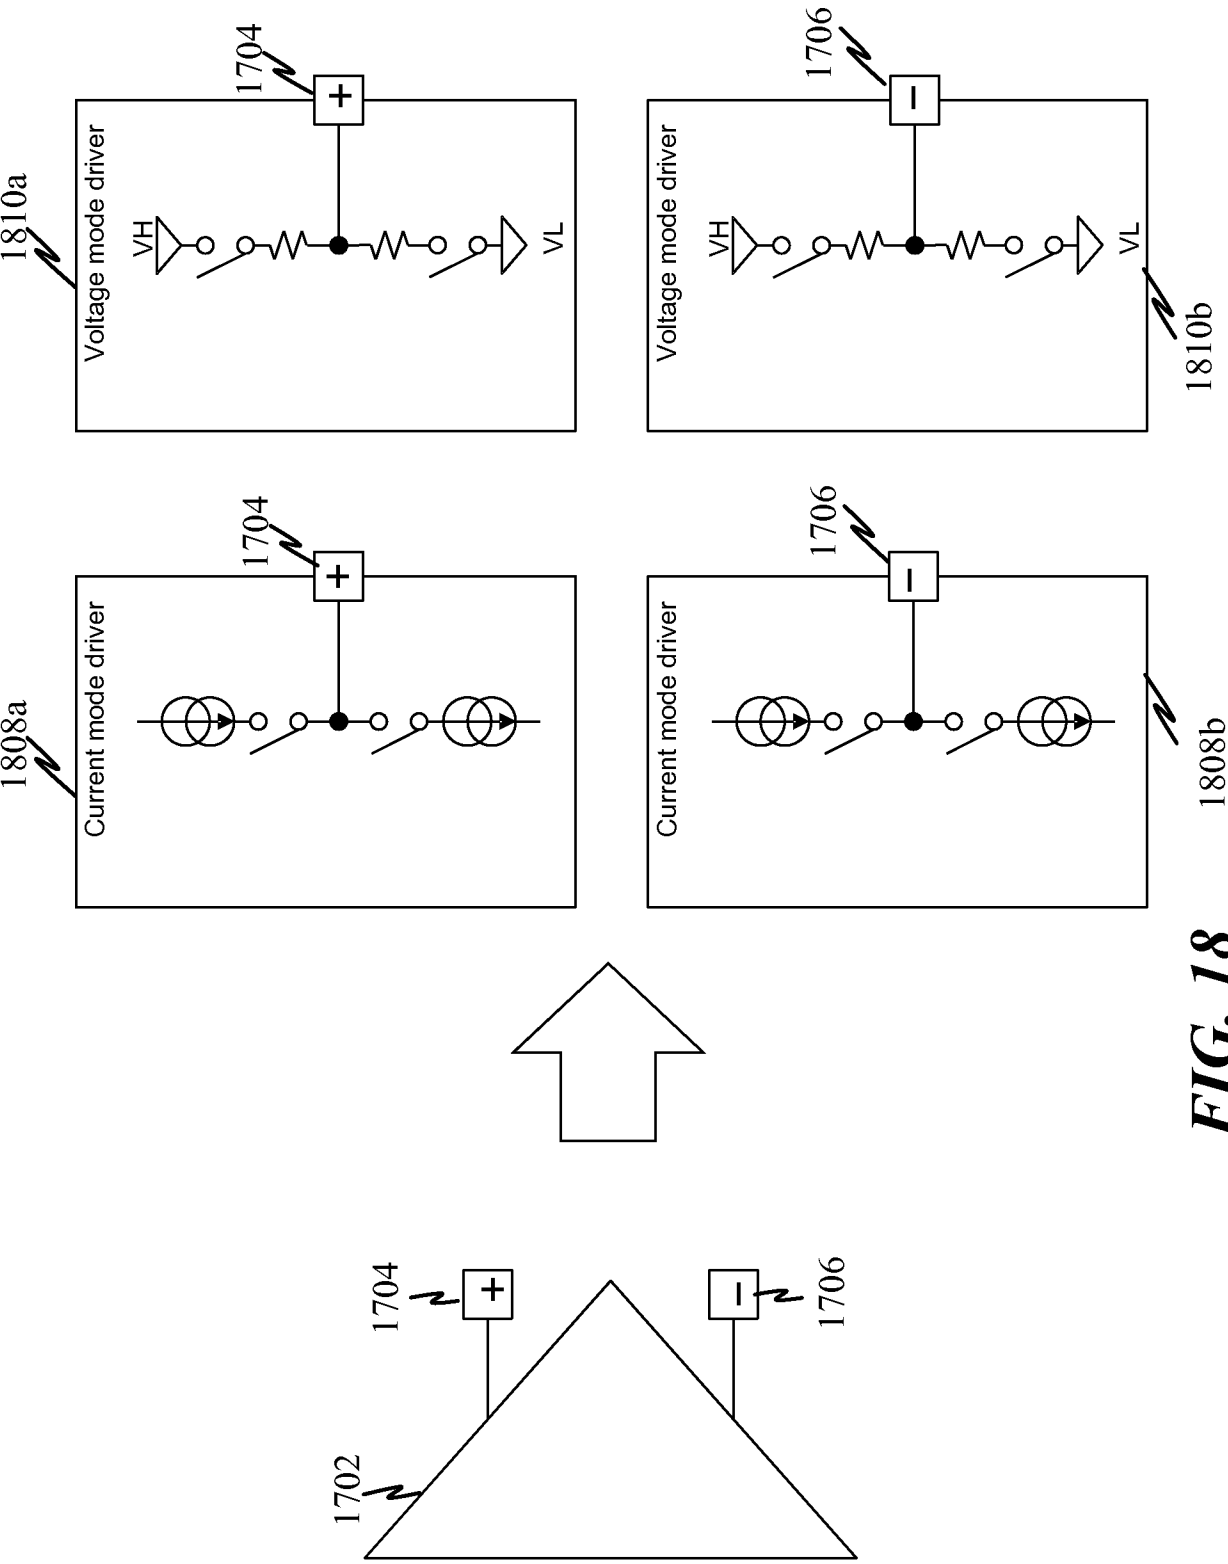 1702
1704
+
1706
−
1808a
Current mode driver
1704
+
1810a
Voltage mode driver
VH
VL
1704
+
Current mode driver
1706
−
1808b
Voltage mode driver
VH
VL
1706
−
1810b
FIG. 18